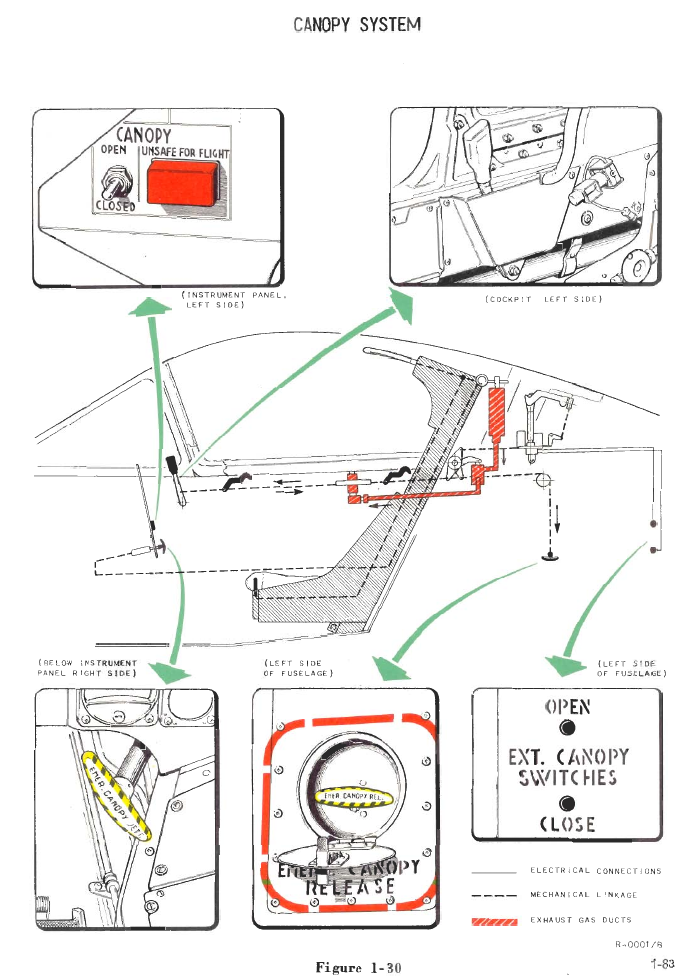 CANOPY SYSTEM
CANOPY
OPEN
UNSAFE FOR FLIGHT
CLOSED
(INSTRUMENT PANEL,
LEFT SIDE)
(COCKPIT LEFT SIDE)
(BELOW INSTRUMENT
PANEL RIGHT SIDE)
(LEFT SIDE
OF FUSELAGE)
(LEFT SIDE
OF FUSELAGE)
EMER. CANOPY JET.
EMER. CANOPY REL.
EMER. CANOPY
RELEASE
OPEN
EXT. CANOPY
SWITCHES
CLOSE
ELECTRICAL CONNECTIONS
MECHANICAL LINKAGE
EXHAUST GAS DUCTS
R-0001/8
Figure 1-30
1-83